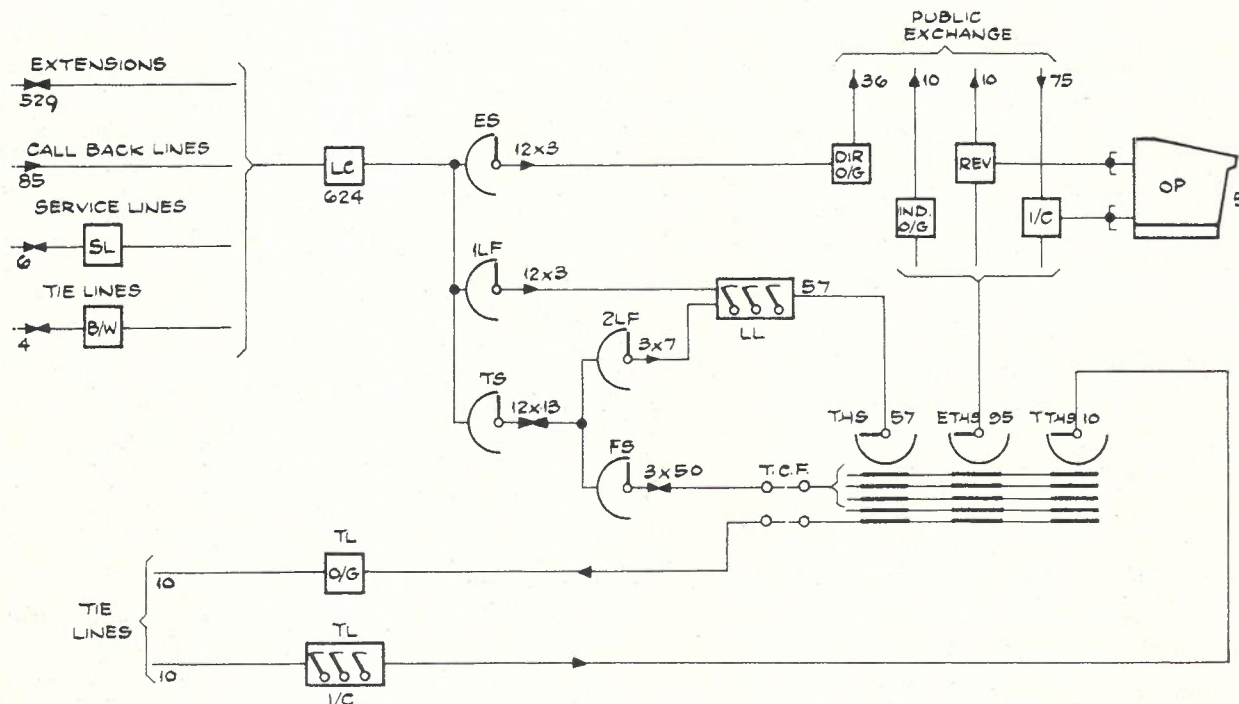 PUBLIC
EXCHANGE
EXTENSIONS
529
36
10
10
75
CALL BACK LINES
85
SERVICE LINES
6
SL
TIE LINES
4
B/W
LC
624
ES
12x3
DIR
O/G
IND.
O/G
REV
I/C
OP
5
1LF
12x3
57
LL
2LF
3x7
TS
12x13
FS
3x50
T.C.F.
THS 57
ETHS 95
TTHS 10
TL
O/G
10
TIE
LINES
TL
10
I/C